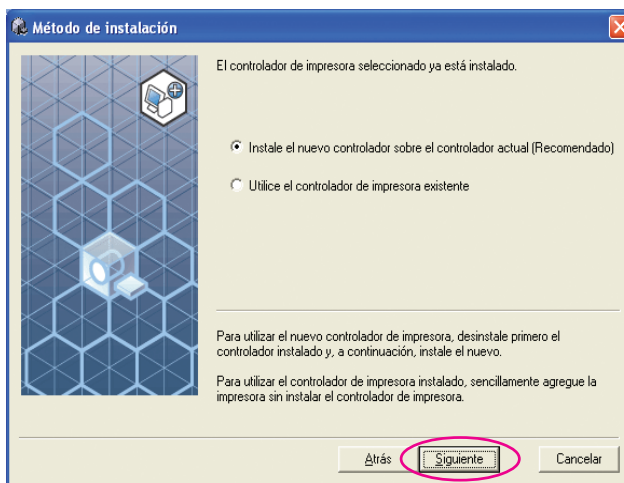 Método de instalación
El controlador de impresora seleccionado ya está instalado.
Instale el nuevo controlador sobre el controlador actual (Recomendado)
Utilice el controlador de impresora existente
Para utilizar el nuevo controlador de impresora, desinstale primero el
controlador instalado y, a continuación, instale el nuevo.
Para utilizar el controlador de impresora instalado, sencillamente agregue la
impresora sin instalar el controlador de impresora.
Atrás Siguiente Cancelar